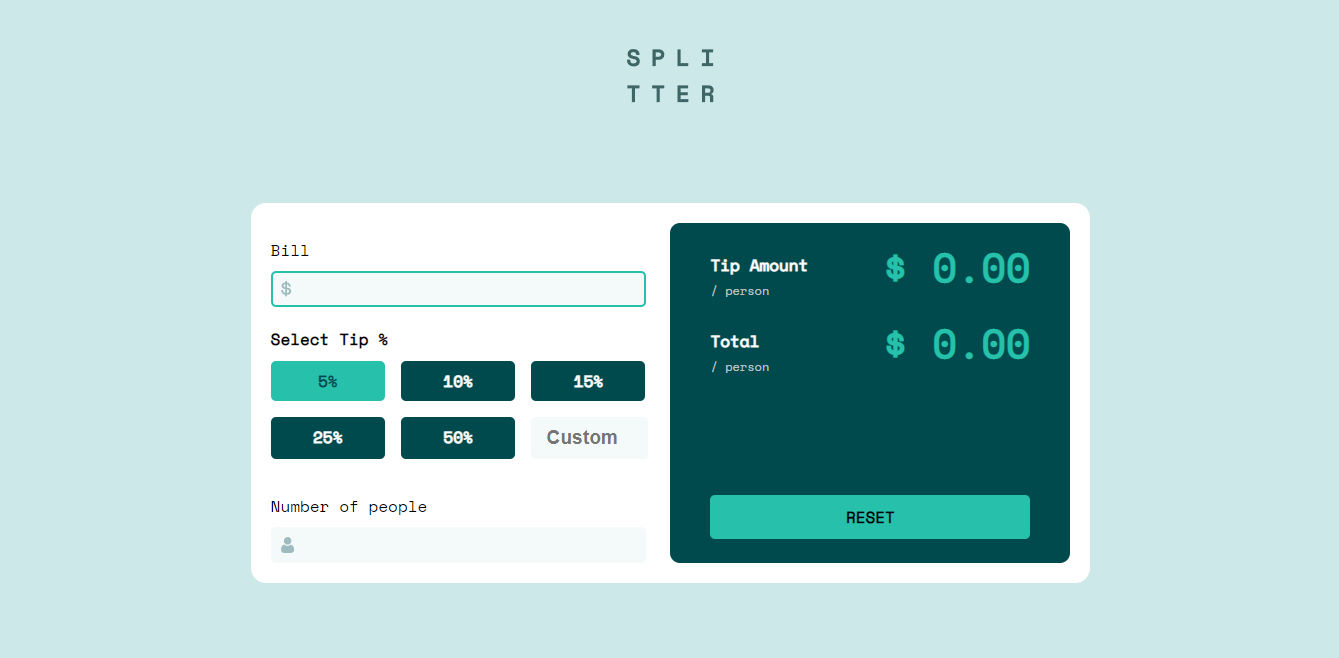 SPLI
TTER
Bill
$
Select Tip %
5% 10% 15%
25% 50% Custom
Number of people
Tip Amount $ 0.00
/ person
Total $ 0.00
/ person
RESET